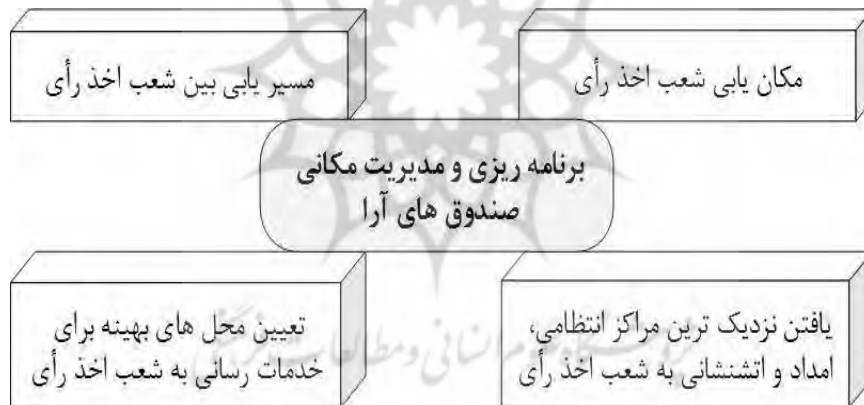 مکان یابی شعب اخذ رأی
مسیر یابی بین شعب اخذ رأی
برنامه ریزی و مدیریت مکانی
صندوق های آرا
یافتن نزدیک ترین مراکز انتظامی،
امداد و اتشنشانی به شعب اخذ رأی
تعیین محل های بهینه برای
خدمات رسانی به شعب اخذ رأی